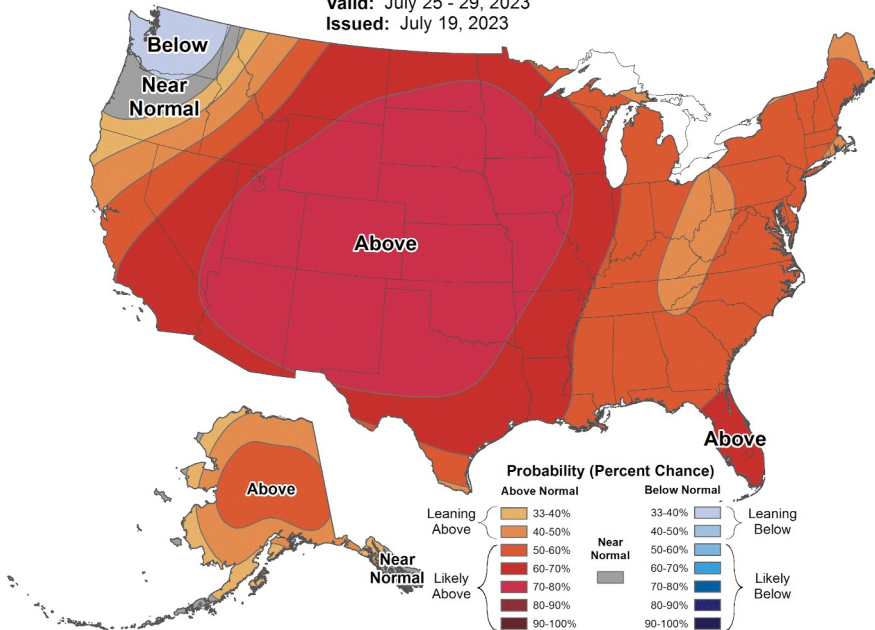 Valid: July 25 - 29, 2023
Issued: July 19, 2023
Below
Near
Normal
Above
Above
Above
Near
Normal
Probability (Percent Chance)
Above Normal
Below Normal
Leaning
Above
33-40%
40-50%
Likely
Above
50-60%
60-70%
70-80%
80-90%
90-100%
Near
Normal
33-40%
40-50%
Leaning
Below
50-60%
60-70%
70-80%
80-90%
90-100%
Likely
Below